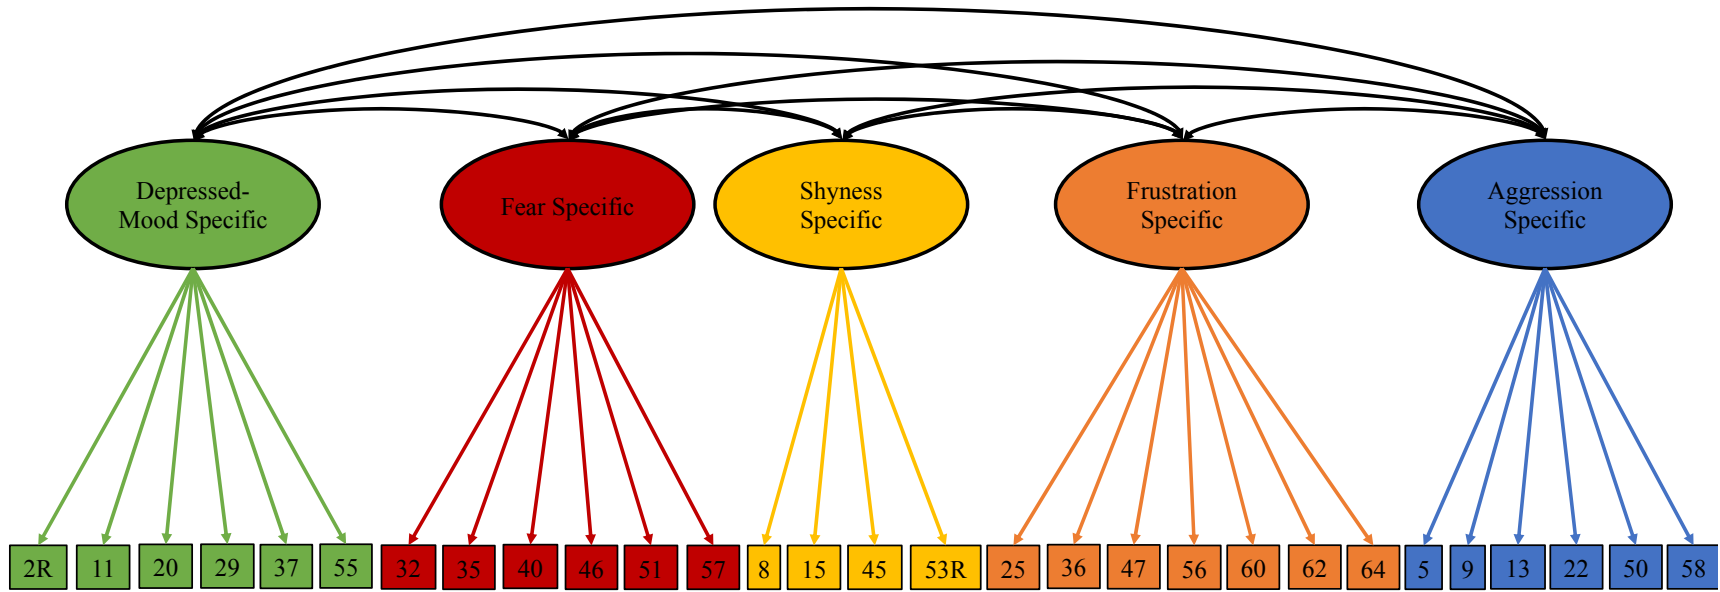 Depressed-
Mood Specific
Fear Specific
Shyness
Specific
Frustration
Specific
Aggression
Specific
2R 11 20 29 37 55 32 35 40 46 51 57 8 15 45 53R 25 36 47 56 60 62 64 5 9 13 22 50 58